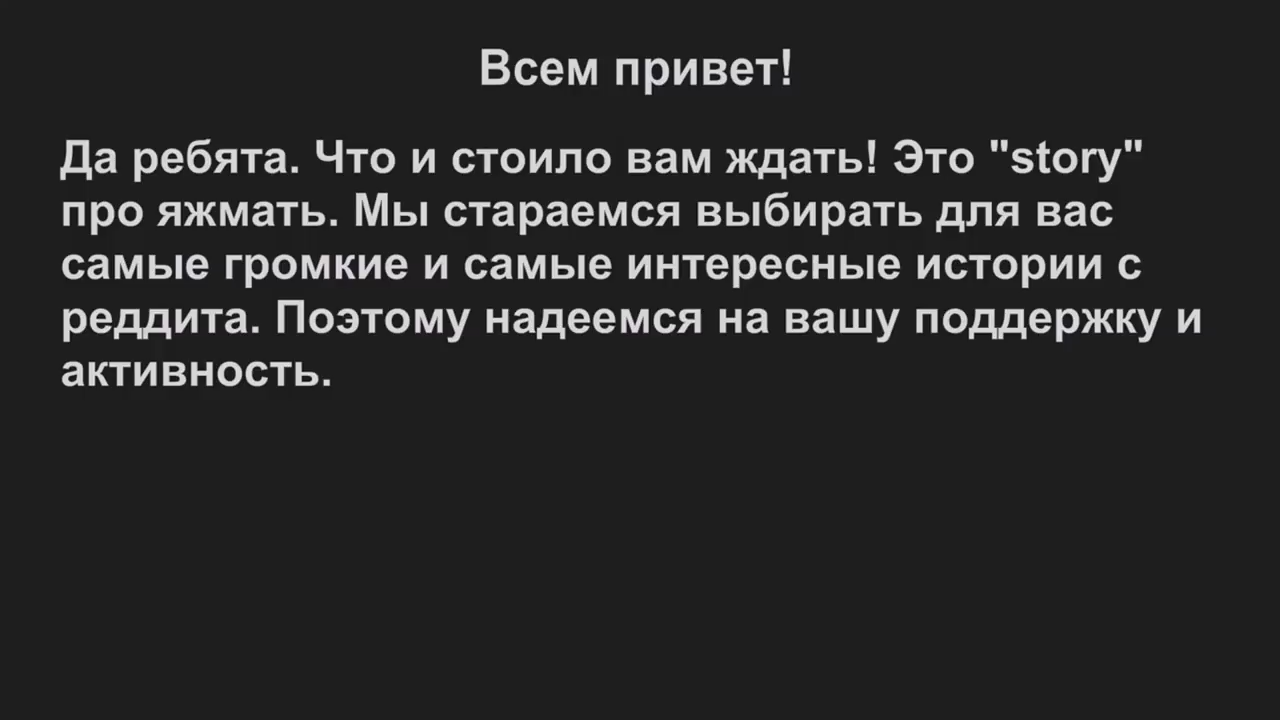 Всем привет!
Да ребята. Что и стоило вам ждать! Это "story"
про яжмать. Мы стараемся выбирать для вас
самые громкие и самые интересные истории с
реддита. Поэтому надеемся на вашу поддержку и
активность.